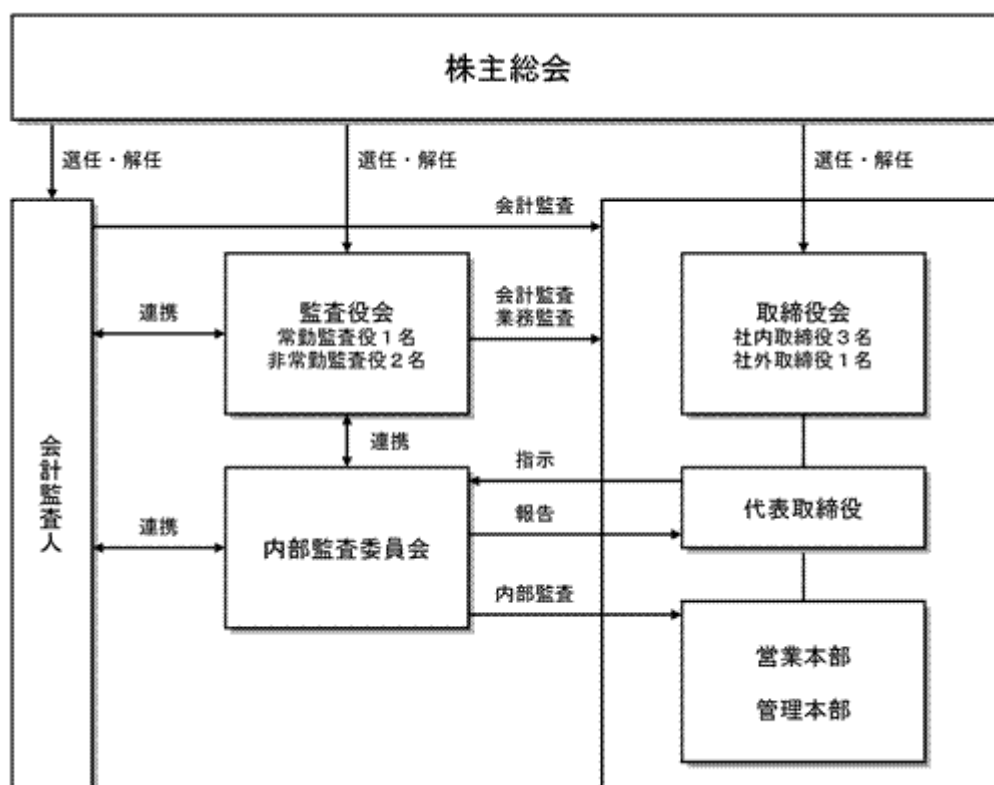 株主総会
選任・解任
選任・解任
選任・解任
会計監査
監査役会
常勤監査役1名
非常勤監査役2名
連携
会計監査
業務監査
取締役会
社内取締役3名
社外取締役1名
会計監査人
連携
指示
代表取締役
報告
連携
内部監査委員会
内部監査
営業本部
管理本部